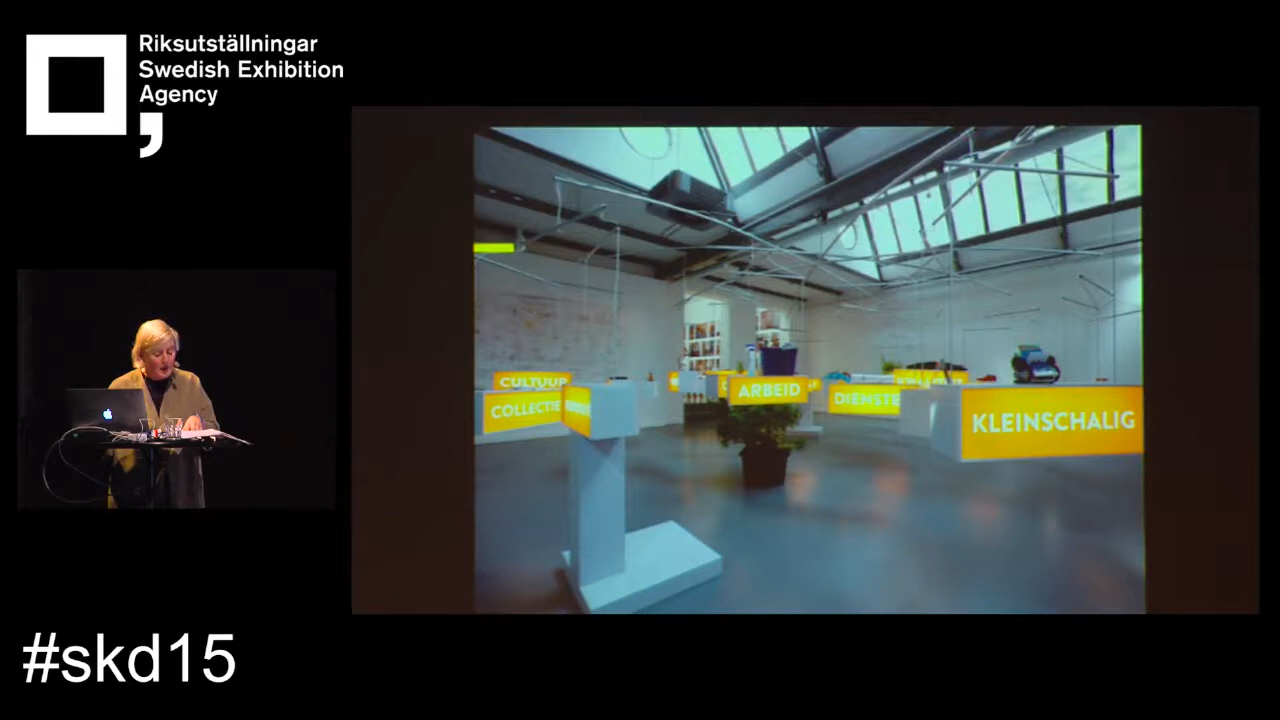 Riksutställningar
Swedish Exhibition
Agency
CULTUUR
COLLECTIE
ARBEID
DIENSTE
KLEINSCHALIG
#skd15